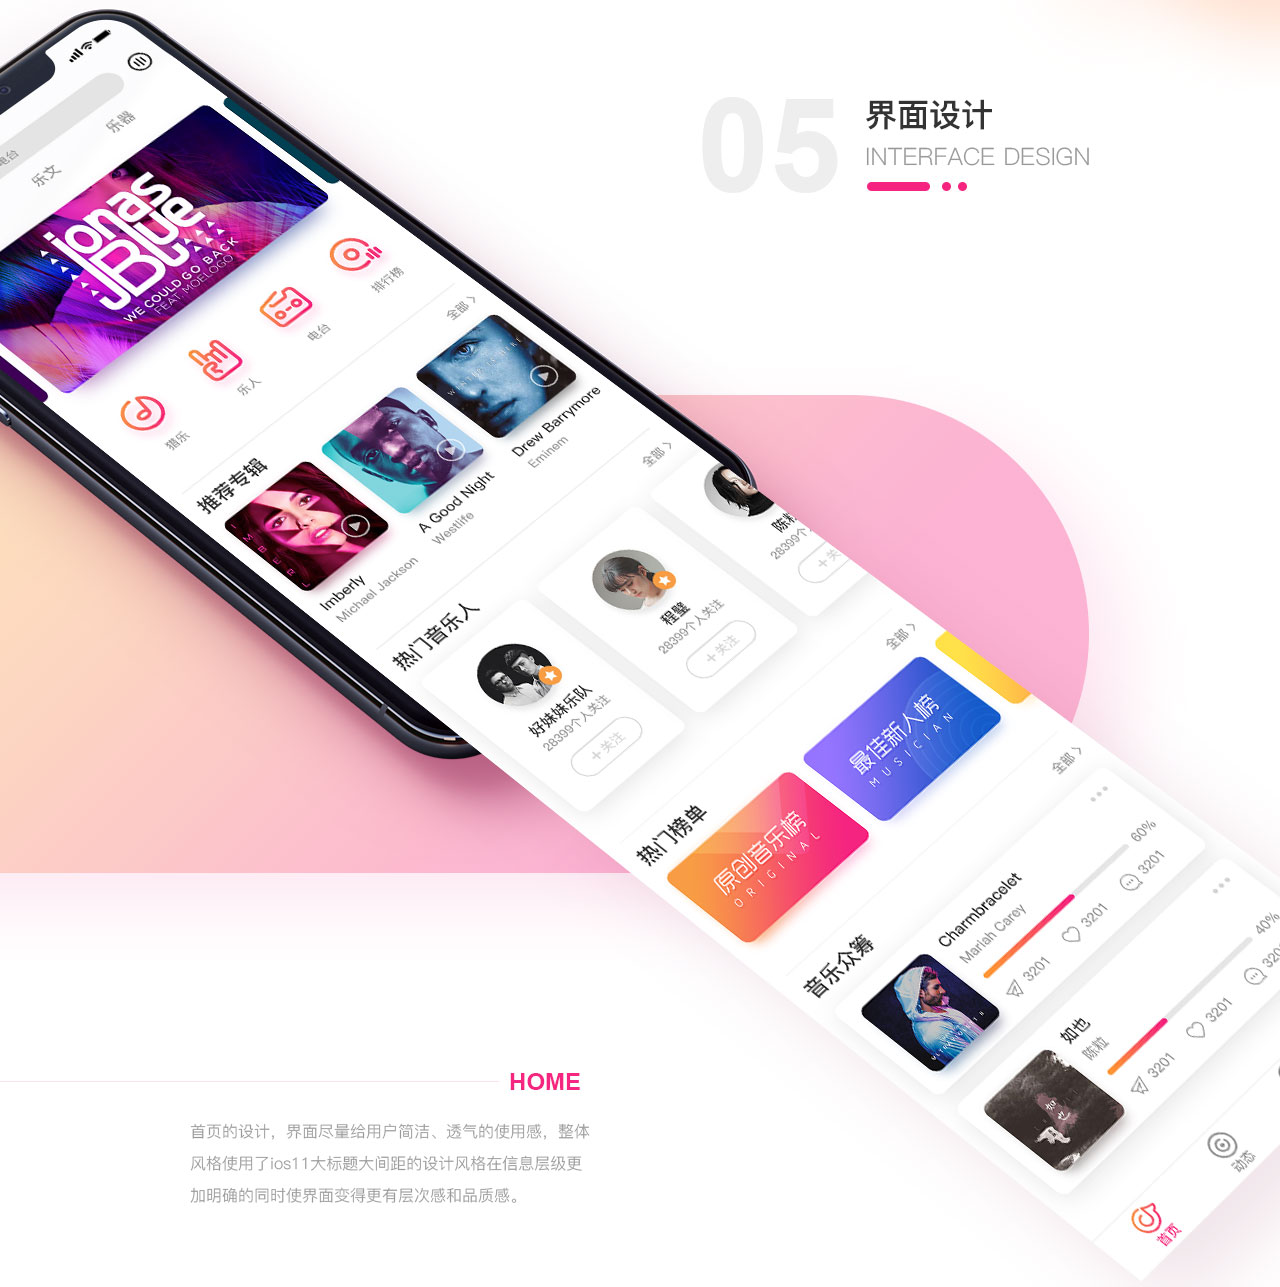 05
界面设计
INTERFACE DESIGN
电台
乐文
乐器
jonas
BLUE
WE COULD GO BACK
FEAT. MOELOGO
猎乐
乐人
电台
排行榜
推荐专辑
全部
IMBERL
Imberly
Michael Jackson
A Good Night
Westlife
Drew Barrymore
Eminem
热门音乐人
全部
好妹妹乐队
28399个人关注
+关注
程璧
28399个人关注
+关注
陈粒
28399个人
+关
热门榜单
全部
原创音乐榜
ORIGINAL
最佳新人榜
MUSICIAN
音乐众筹
全部
Charmbracelet
Mariah Carey
60%
3201
3201
3201
如也
陈粒
40%
3201
3201
320
如也
首页
动态
HOME
首页的设计，界面尽量给用户简洁、透气的使用感，整体
风格使用了ios11大标题大间距的设计风格在信息层级更
加明确的同时使界面变得更有层次感和品质感。